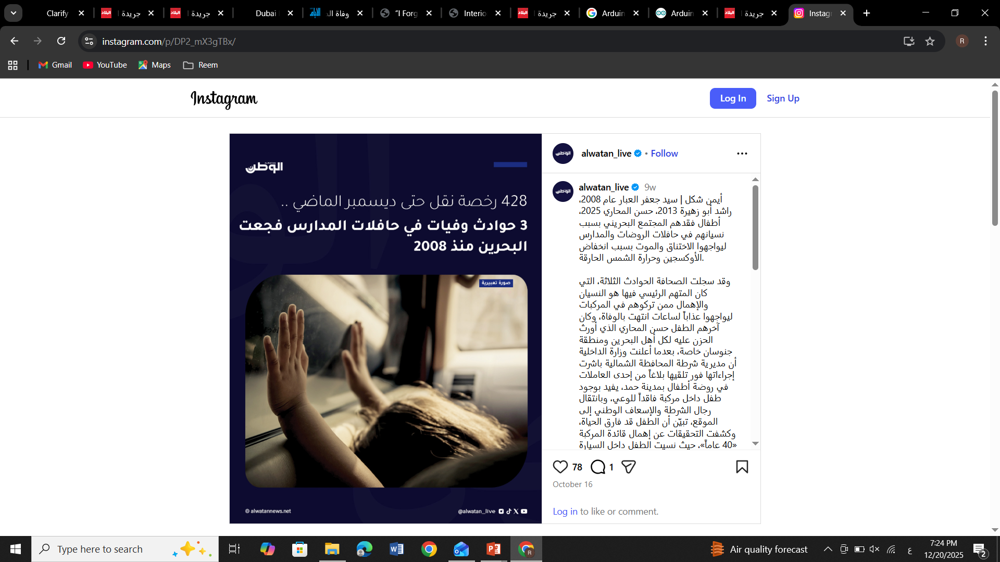 Clarify
جريدة
جريدة
Dubai
وفاة الد
“I Forg
Interio
جريدة
Arduin
Arduin
جريدة
Instag
instagram.com/p/DP2_mX3gTBx/
R
Gmail
YouTube
Maps
Reem
Instagram
Log In
Sign Up
الوطن
428 رخصة نقل حتى ديسمبر الماضي ..
3 حوادث وفيات في حافلات المدارس فجعت
البحرين منذ 2008
صورة تعبيرية
alwatannews.net
@alwatan_live
alwatan_live • Follow
alwatan_live 9w
أيمن شكل | سيد جعفر العبار عام 2008،
راشد أبو زهيرة 2013، حسن المحاري 2025،
أطفال فقدهم المجتمع البحريني بسبب
نسيانهم في حافلات الروضات والمدارس
ليواجهوا الاختناق والموت بسبب انخفاض
الأوكسجين وحرارة الشمس الحارقة.
وقد سجلت الصحافة الحوادث الثلاثة، التي
كان المتهم الرئيسي فيها هو النسيان
والإهمال ممن تركوهم في المركبات
ليواجهوا عذاباً لساعات انتهت بالوفاة، وكان
آخرهم الطفل حسن المحاري الذي أورث
الحزن عليه لكل أهل البحرين ومنطقة
جنوسان خاصة، بعدما أعلنت وزارة الداخلية
أن مديرية شرطة المحافظة الشمالية باشرت
إجراءاتها فور تلقيها بلاغاً من إحدى العاملات
في روضة أطفال بمدينة حمد، يفيد بوجود
طفل داخل مركبة فاقداً للوعي، وبانتقال
رجال الشرطة والإسعاف الوطني إلى
الموقع، تبيّن أن الطفل قد فارق الحياة،
وكشفت التحقيقات عن إهمال قائدة المركبة
«40 عاماً»، حيث نسيت الطفل داخل السيارة
78
1
October 16
Log in to like or comment.
Type here to search
Air quality forecast
ع
7:24 PM
12/20/2025
2